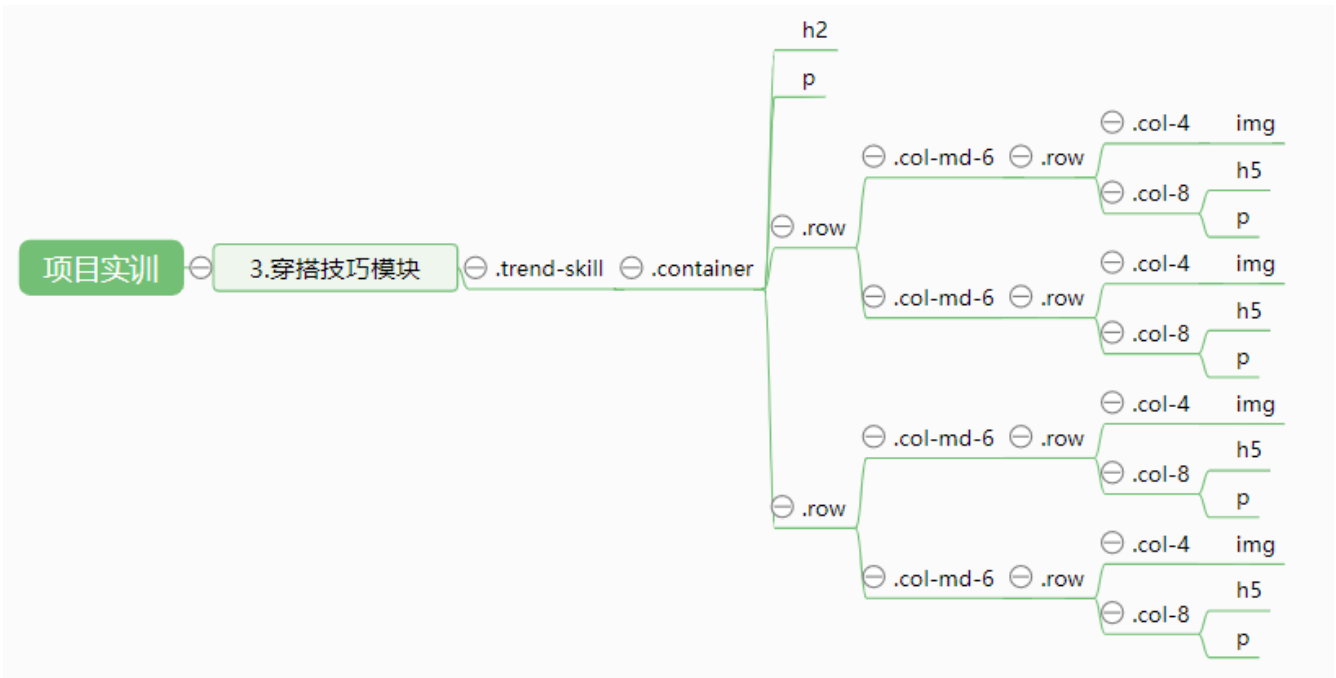 项目实训
3.穿搭技巧模块
.trend-skill
.container
h2
p
.row
.col-md-6
.row
.col-4
img
.col-8
h5
p
.col-md-6
.row
.col-4
img
.col-8
h5
p
.row
.col-md-6
.row
.col-4
img
.col-8
h5
p
.col-md-6
.row
.col-4
img
.col-8
h5
p